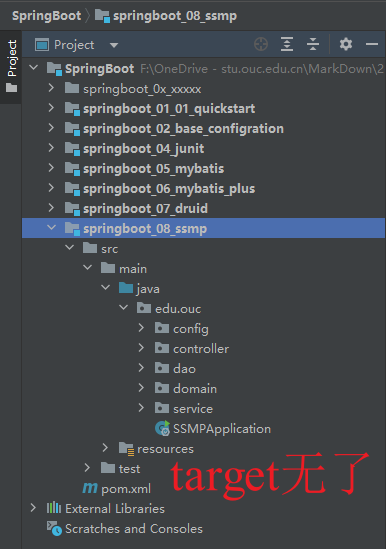 SpringBoot springboot_08_ssmp
Project
Project
SpringBoot F:\OneDrive - stu.ouc.edu.cn\MarkDown\2
springboot_0x_xxxxx
springboot_01_01_quickstart
springboot_02_base_configration
springboot_04_junit
springboot_05_mybatis
springboot_06_mybatis_plus
springboot_07_druid
springboot_08_ssmp
src
main
java
edu.ouc
config
controller
dao
domain
service
SSMPApplication
resources
test
target无了
pom.xml
External Libraries
Scratches and Consoles